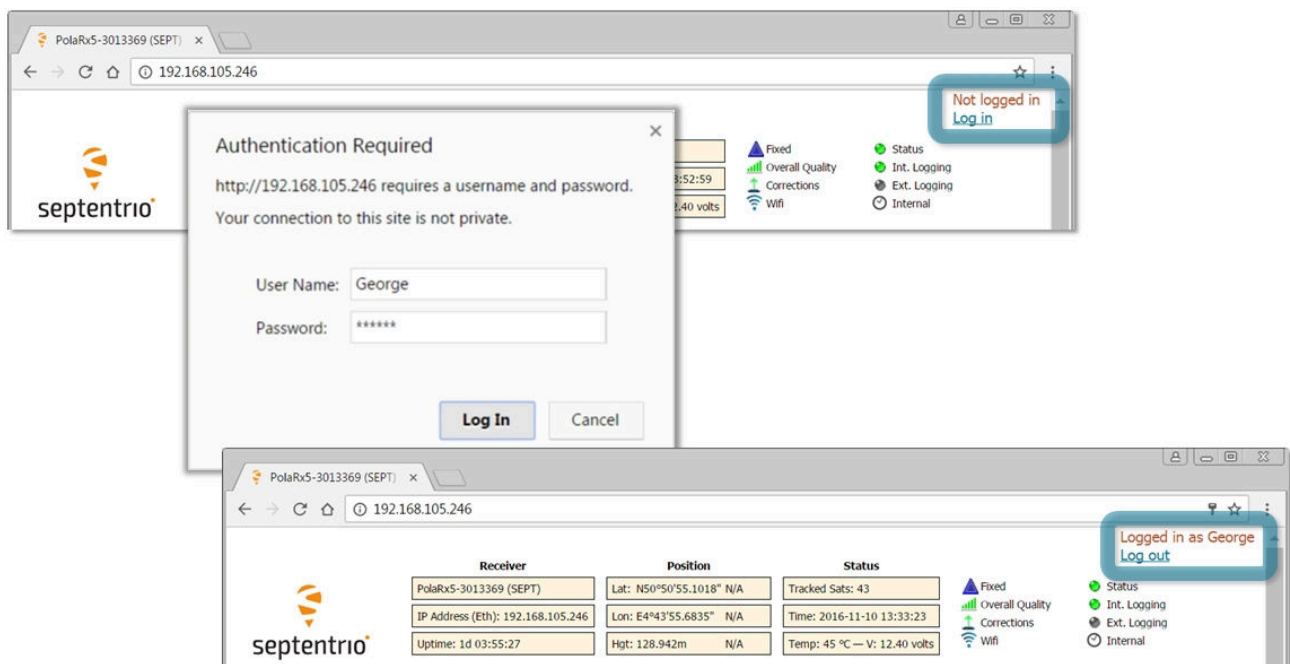 PolaRx5-3013369 (SEPT)
192.168.105.246
Not logged in
Log in
septentrio
3:52:59
2.40 volts
Fixed
Overall Quality
Corrections
Wifi
Status
Int. Logging
Ext. Logging
Internal
Authentication Required
http://192.168.105.246 requires a username and password.
Your connection to this site is not private.
User Name: George
Password: ******
Log In Cancel
PolaRx5-3013369 (SEPT)
192.168.105.246
Logged in as George
Log out
septentrio
Receiver
PolaRx5-3013369 (SEPT)
IP Address (Eth): 192.168.105.246
Uptime: 1d 03:55:27
Position
Lat: N50°50'55.1018" N/A
Lon: E4°43'55.6835" N/A
Hgt: 128.942m N/A
Status
Tracked Sats: 43
Time: 2016-11-10 13:33:23
Temp: 45 °C — V: 12.40 volts
Fixed
Overall Quality
Corrections
Wifi
Status
Int. Logging
Ext. Logging
Internal